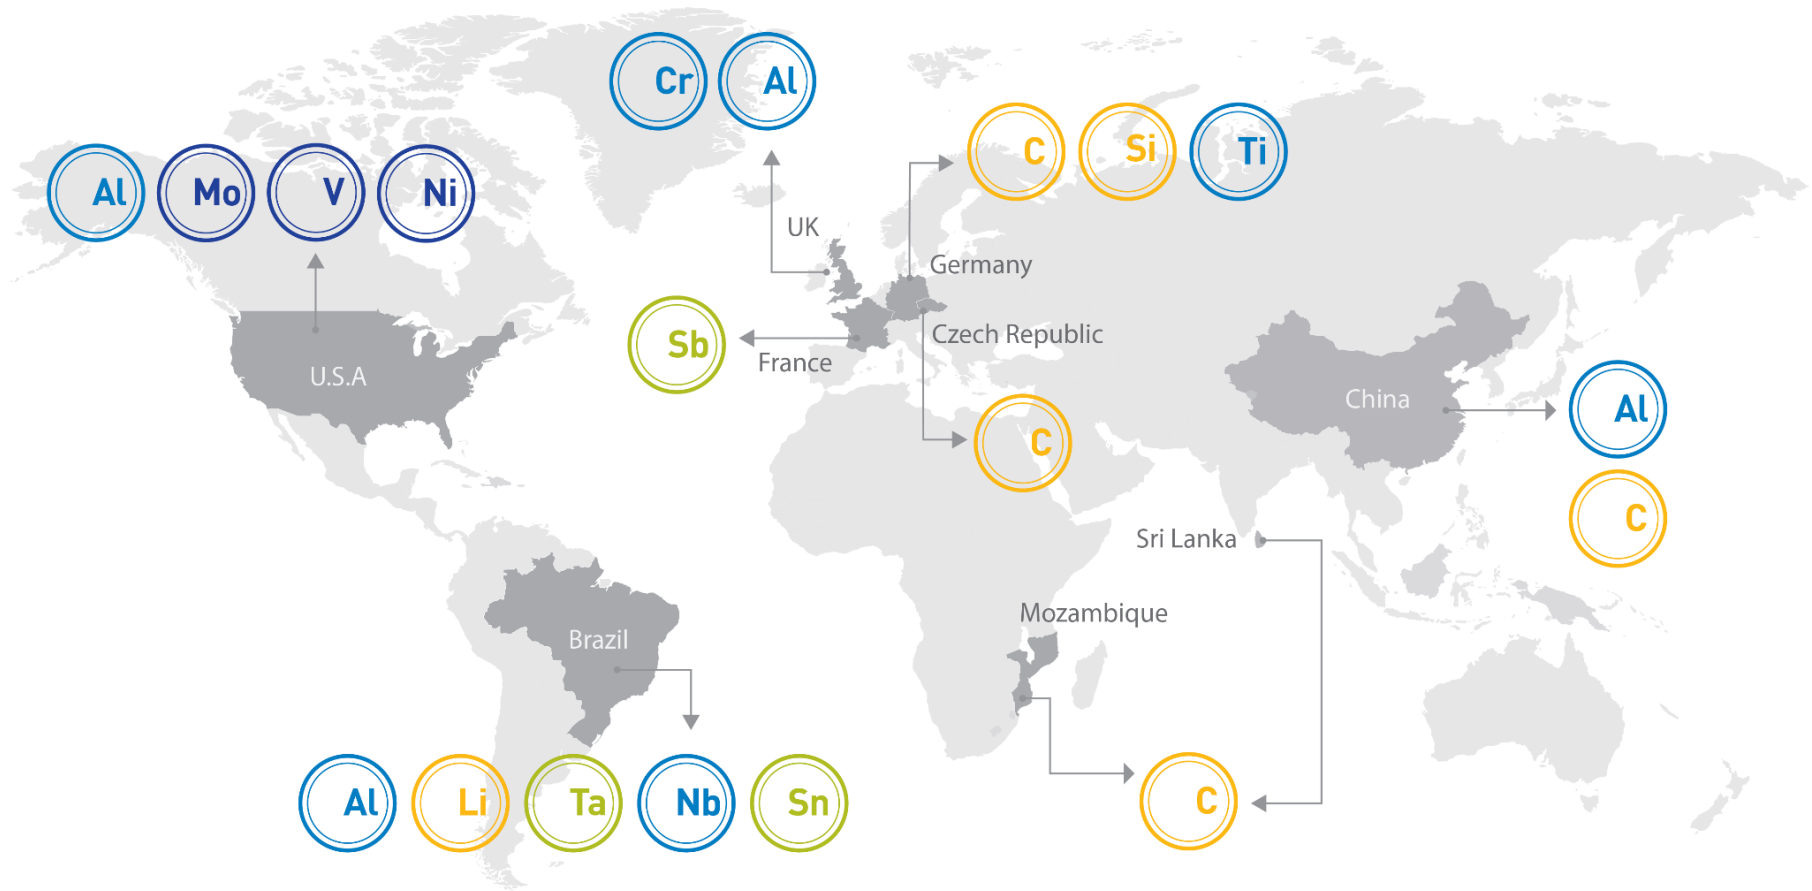 Cr Al
C Si Ti
Al Mo V Ni
UK
Germany
Sb
France
Czech Republic
U.S.A
China
Al
C
C
Sri Lanka
Mozambique
Brazil
Al Li Ta Nb Sn
C